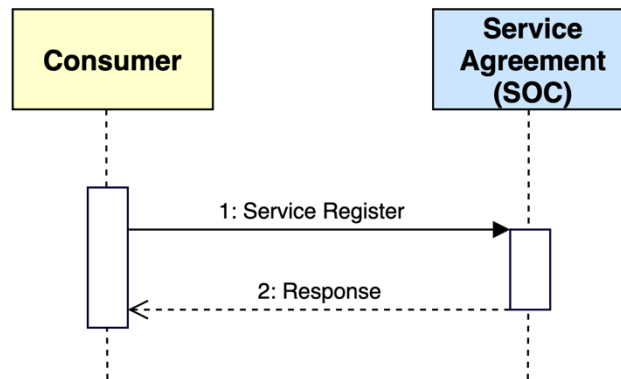 Consumer
Service
Agreement
(SOC)
1: Service Register
2: Response